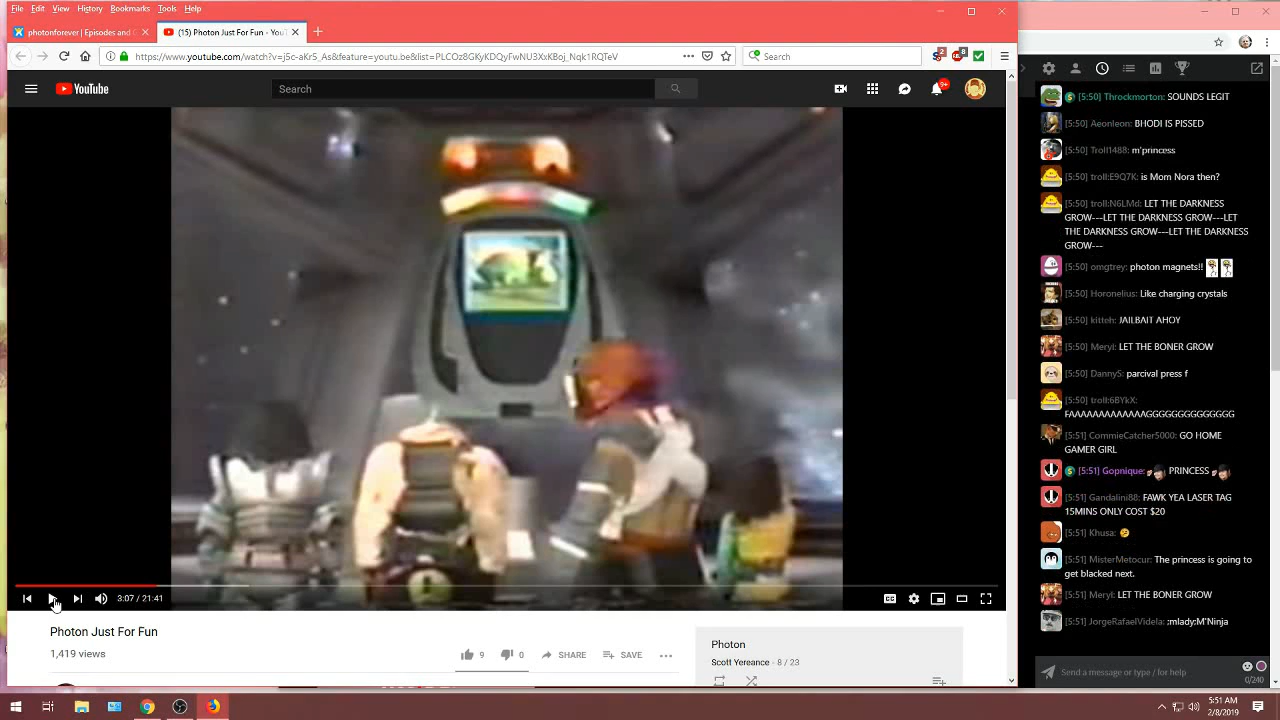 File Edit View History Bookmarks Tools Help
photonforever | Episodes and
(15) Photon Just For Fun - YouT
https://www.youtube.com/watch?v=j5c-sKr5_As&feature=youtu.be&list=PLCOz8GKyKDQyFwNU3XxKBoj_Nqk1RQTeV
Search
2
8
YouTube
Search
9+
[5:50] Throckmorton: SOUNDS LEGIT
[5:50] Aeonleon: BHODI IS PISSED
[5:50] Troll1488: m'princess
[5:50] troll:E9Q7K: is Mom Nora then?
[5:50] troll:N6LMd: LET THE DARKNESS
GROW---LET THE DARKNESS GROW---LET
THE DARKNESS GROW---LET THE DARKNESS
GROW---
[5:50] omgtrey: photon magnets!!
[5:50] Horonelius: Like charging crystals
[5:50] kitteh: JAILBAIT AHOY
[5:50] Meryl: LET THE BONER GROW
[5:50] DannyS: parcival press f
[5:50] troll:6BYkX:
FAAAAAAAAAAAAGGGGGGGGGGGGGG
[5:51] CommieCatcher5000: GO HOME
GAMER GIRL
[5:51] Gopnique: PRINCESS
[5:51] Gandalini88: FAWK YEA LASER TAG
15MINS ONLY COST $20
[5:51] Khusa:
[5:51] MisterMetocur: The princess is going to
get blacked next.
[5:51] Meryl: LET THE BONER GROW
[5:51] JorgeRafaelVidela: ;mlady;M'Ninja
Send a message or type / for help
0/240
3:07 / 21:41
CC
Photon Just For Fun
1,419 views
9
0
SHARE
SAVE
Photon
Scott Yereance - 8 / 23
5:51 AM
2/8/2019